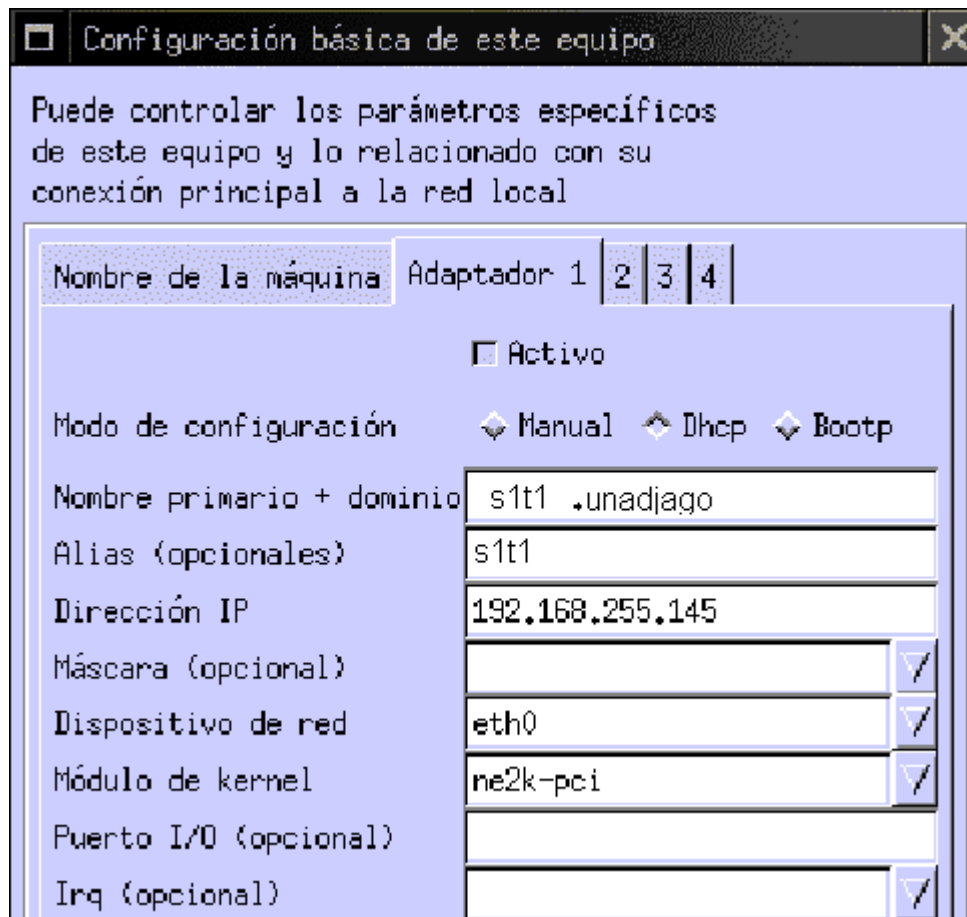 Configuración básica de este equipo
Puede controlar los parámetros específicos
de este equipo y lo relacionado con su
conexión principal a la red local
Nombre de la máquina Adaptador 1 2 3 4
Activo
Modo de configuración Manual Dhcp Bootp
Nombre primario + dominio s1t1 .unadjago
Alias (opcionales) s1t1
Dirección IP 192.168.255.145
Máscara (opcional)
Dispositivo de red eth0
Módulo de kernel ne2k-pci
Puerto I/O (opcional)
Irq (opcional)